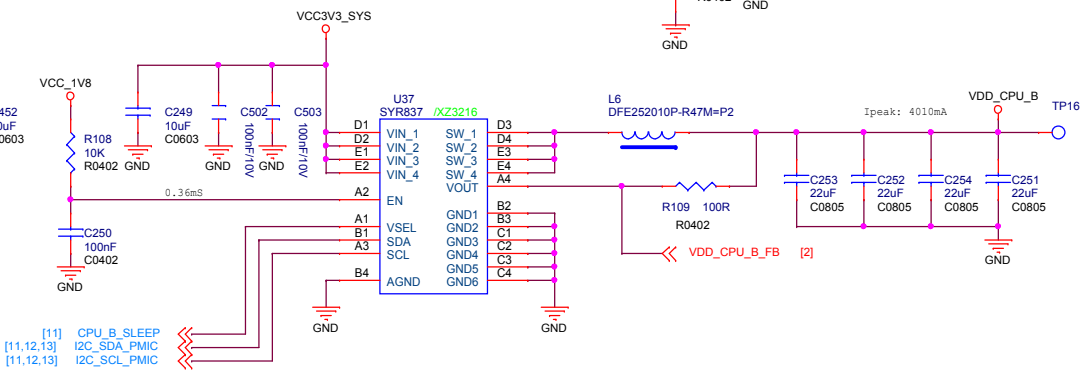 GND
GND
VCC3V3_SYS
VCC_1V8
452
0603
R108
10K
R0402
C249
10uF
C0603
C502
100nF/10V
C503
100nF/10V
GND
GND
GND
0.36mS
C250
100nF
C0402
GND
U37
SYR837 /XZ3216
D1 VIN_1 SW_1 D3
D2 VIN_2 SW_2 D4
E1 VIN_3 SW_3 E3
E2 VIN_4 SW_4 E4
VOUT A4
A2 EN
GND1 B2
A1 VSEL GND2 B3
B1 SDA GND3 C1
A3 SCL GND4 C2
GND5 C3
B4 AGND GND6 C4
GND
GND
L6
DFE252010P-R47M=P2
R109 100R
R0402
VDD_CPU_B_FB [2]
Ipeak: 4010mA
VDD_CPU_B
TP16
C253
22uF
C0805
C252
22uF
C0805
C254
22uF
C0805
C251
22uF
C0805
GND
[11] CPU_B_SLEEP
[11,12,13] I2C_SDA_PMIC
[11,12,13] I2C_SCL_PMIC